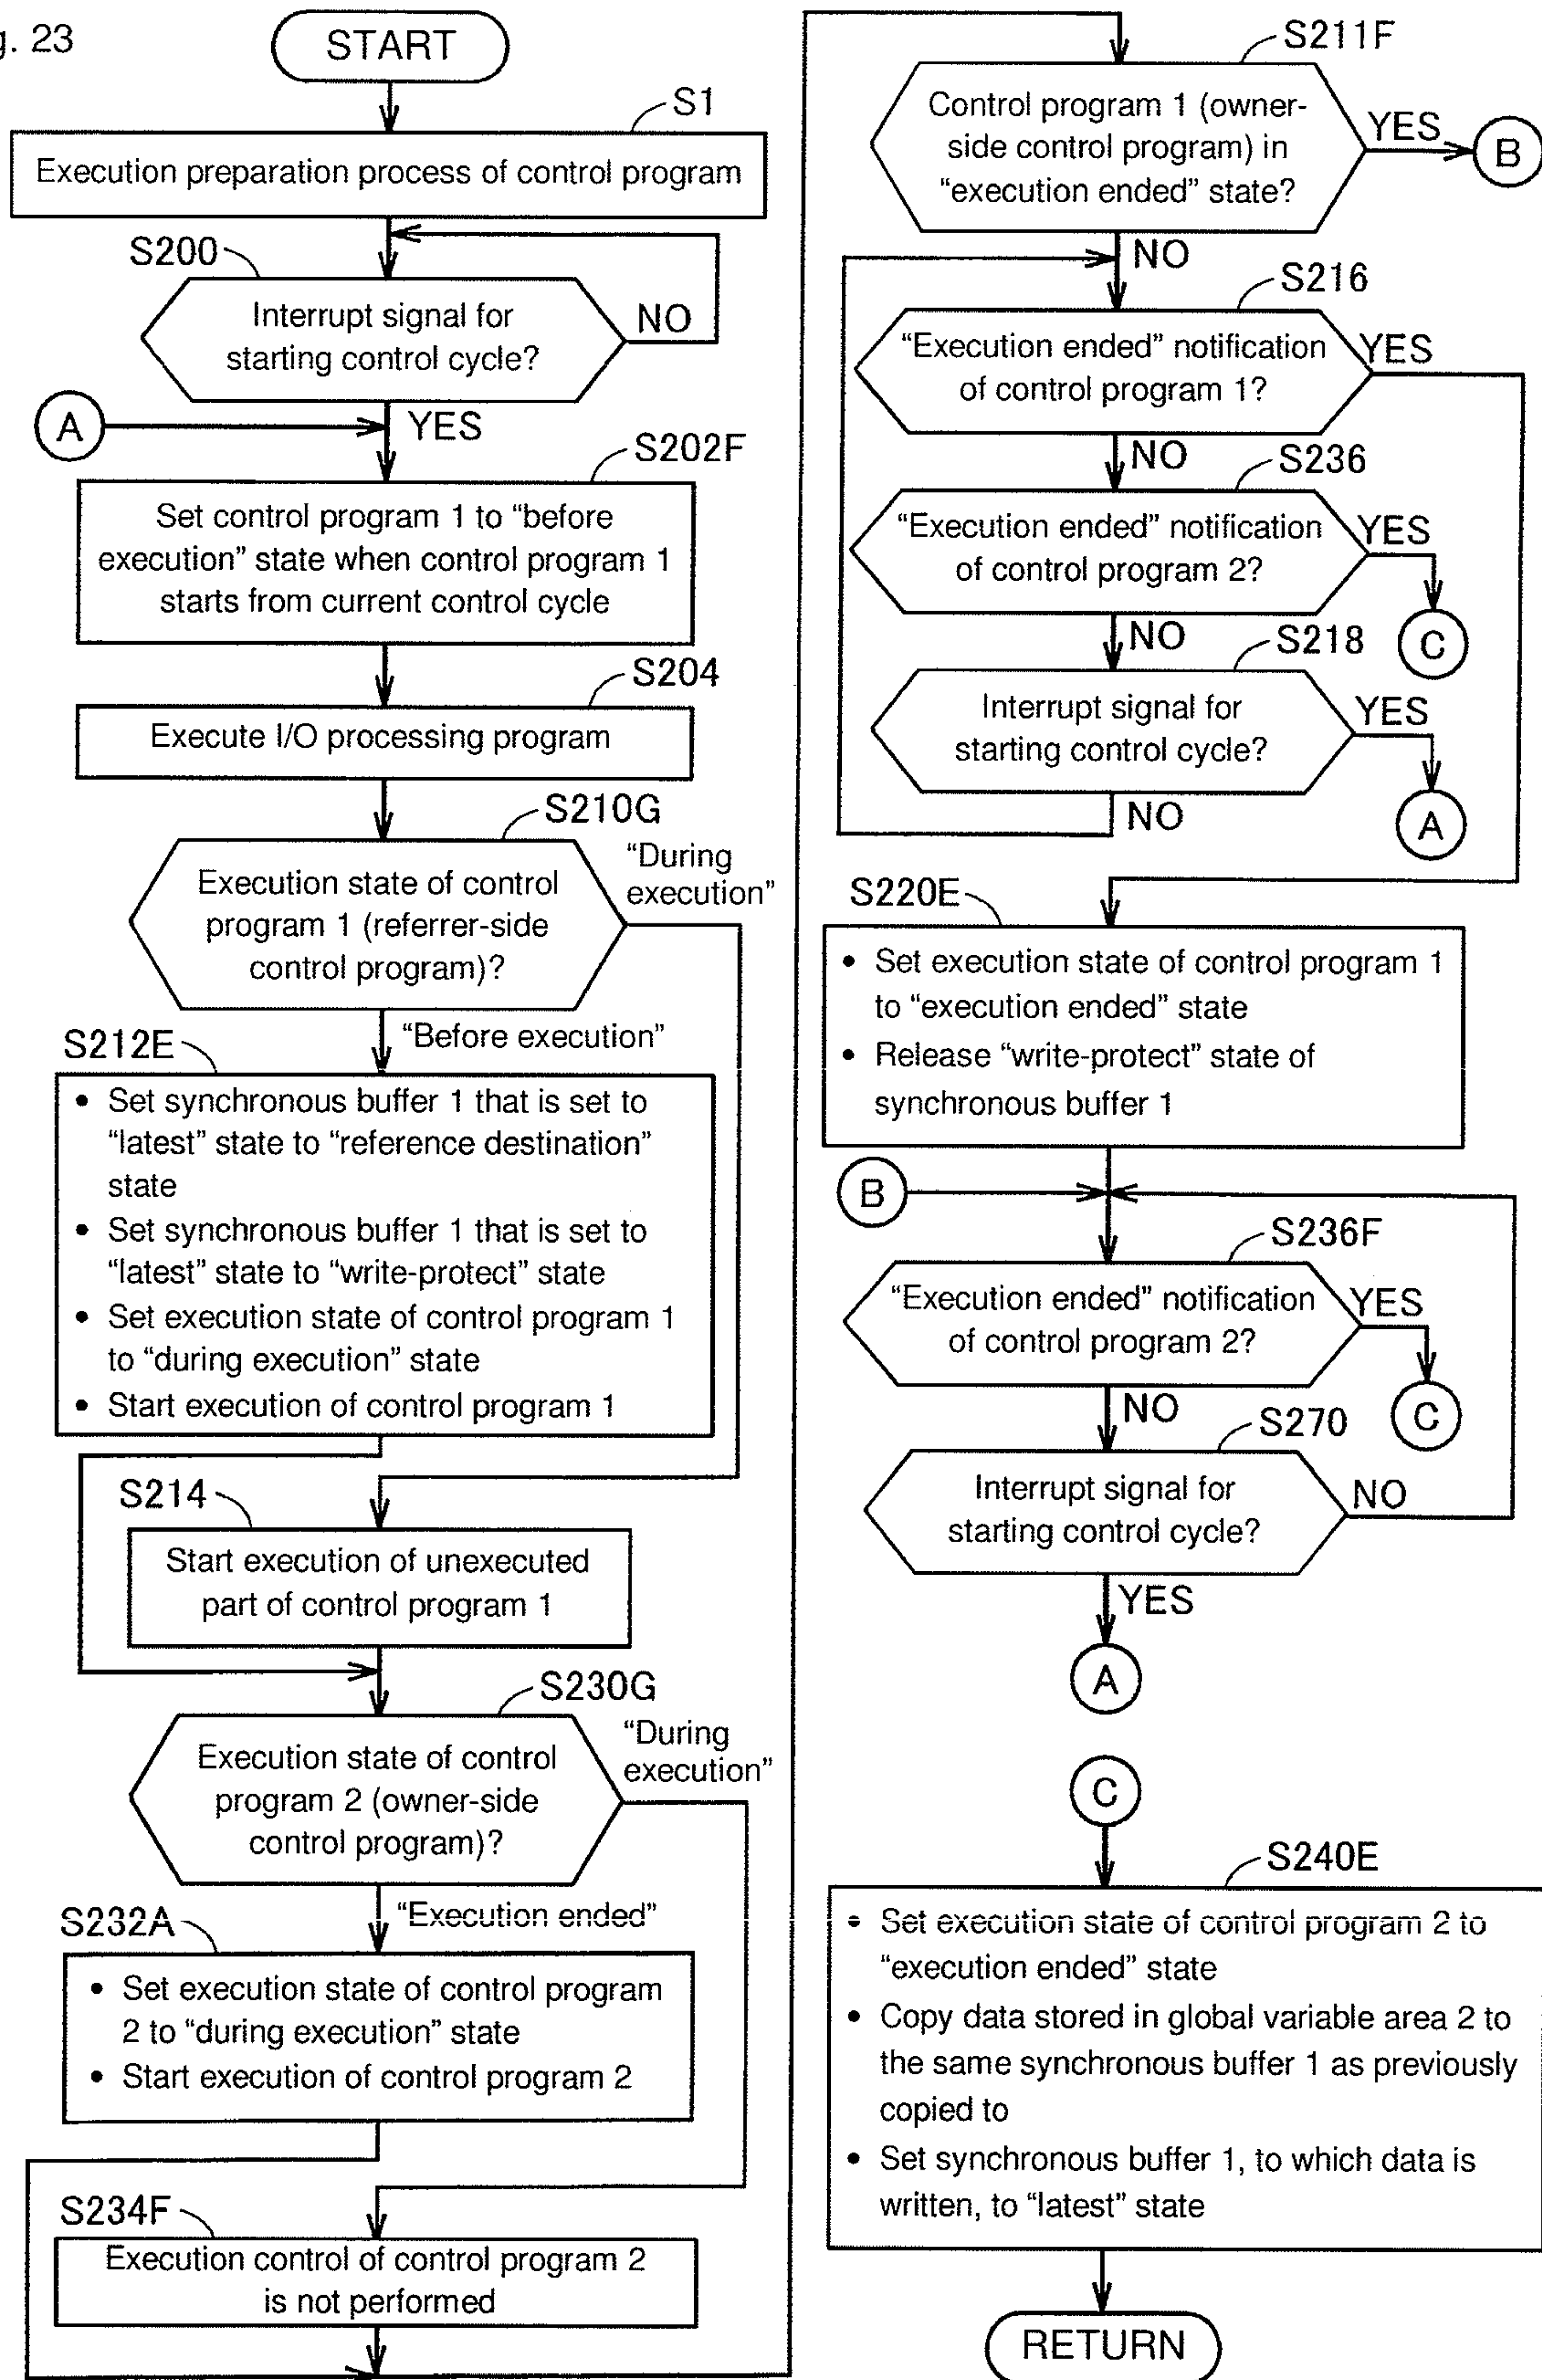 g. 23
START
S1
Execution preparation process of control program
S200
Interrupt signal for
starting control cycle?
NO
A
YES
S202F
Set control program 1 to “before
execution” state when control program 1
starts from current control cycle
S204
Execute I/O processing program
S210G
Execution state of control
program 1 (referrer-side
control program)?
“During
execution”
“Before execution”
S212E
• Set synchronous buffer 1 that is set to
“latest” state to “reference destination”
state
• Set synchronous buffer 1 that is set to
“latest” state to “write-protect” state
• Set execution state of control program 1
to “during execution” state
• Start execution of control program 1
S214
Start execution of unexecuted
part of control program 1
S230G
Execution state of control
program 2 (owner-side
control program)?
“During
execution”
“Execution ended”
S232A
• Set execution state of control program
2 to “during execution” state
• Start execution of control program 2
S234F
Execution control of control program 2
is not performed
S211F
Control program 1 (owner-
side control program) in
“execution ended” state?
YES
B
NO
S216
“Execution ended” notification
of control program 1?
YES
NO
S236
“Execution ended” notification
of control program 2?
YES
C
NO
S218
Interrupt signal for
starting control cycle?
YES
A
NO
S220E
• Set execution state of control program 1
to “execution ended” state
• Release “write-protect” state of
synchronous buffer 1
B
S236F
“Execution ended” notification
of control program 2?
YES
C
NO
S270
Interrupt signal for
starting control cycle?
NO
YES
A
C
S240E
• Set execution state of control program 2 to
“execution ended” state
• Copy data stored in global variable area 2 to
the same synchronous buffer 1 as previously
copied to
• Set synchronous buffer 1, to which data is
written, to “latest” state
RETURN